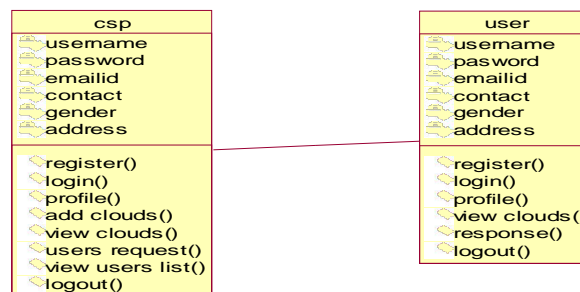 csp
username
password
emailid
contact
gender
address
register()
login()
profile()
add clouds()
view clouds()
users request()
view users list()
logout()
user
username
pasword
emailid
contact
gender
address
register()
login()
profile()
view clouds()
response()
logout()